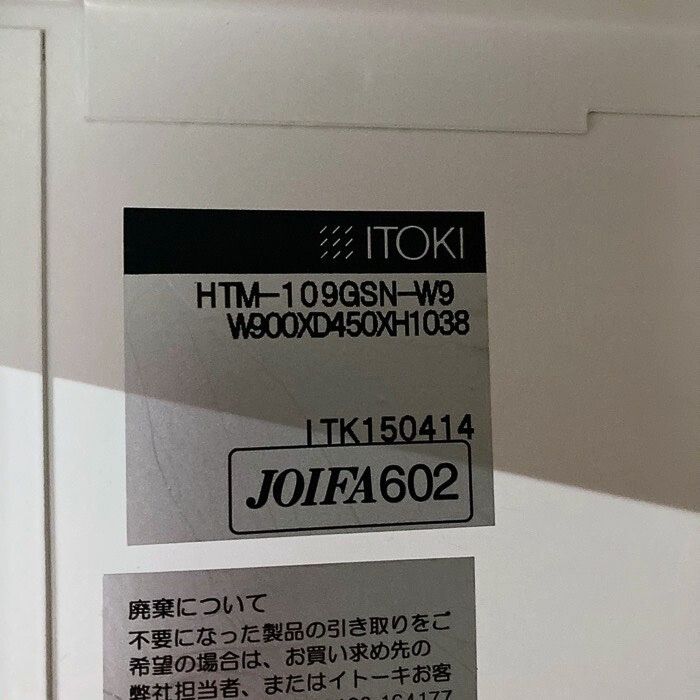 ITOKI
HTM-109GSN-W9
W900XD450XH1038
ITK150414
JOIFA602
廃棄について
不要になった製品の引き取りをご
希望の場合は、お買い求め先の
弊社担当者、またはイトーキお客